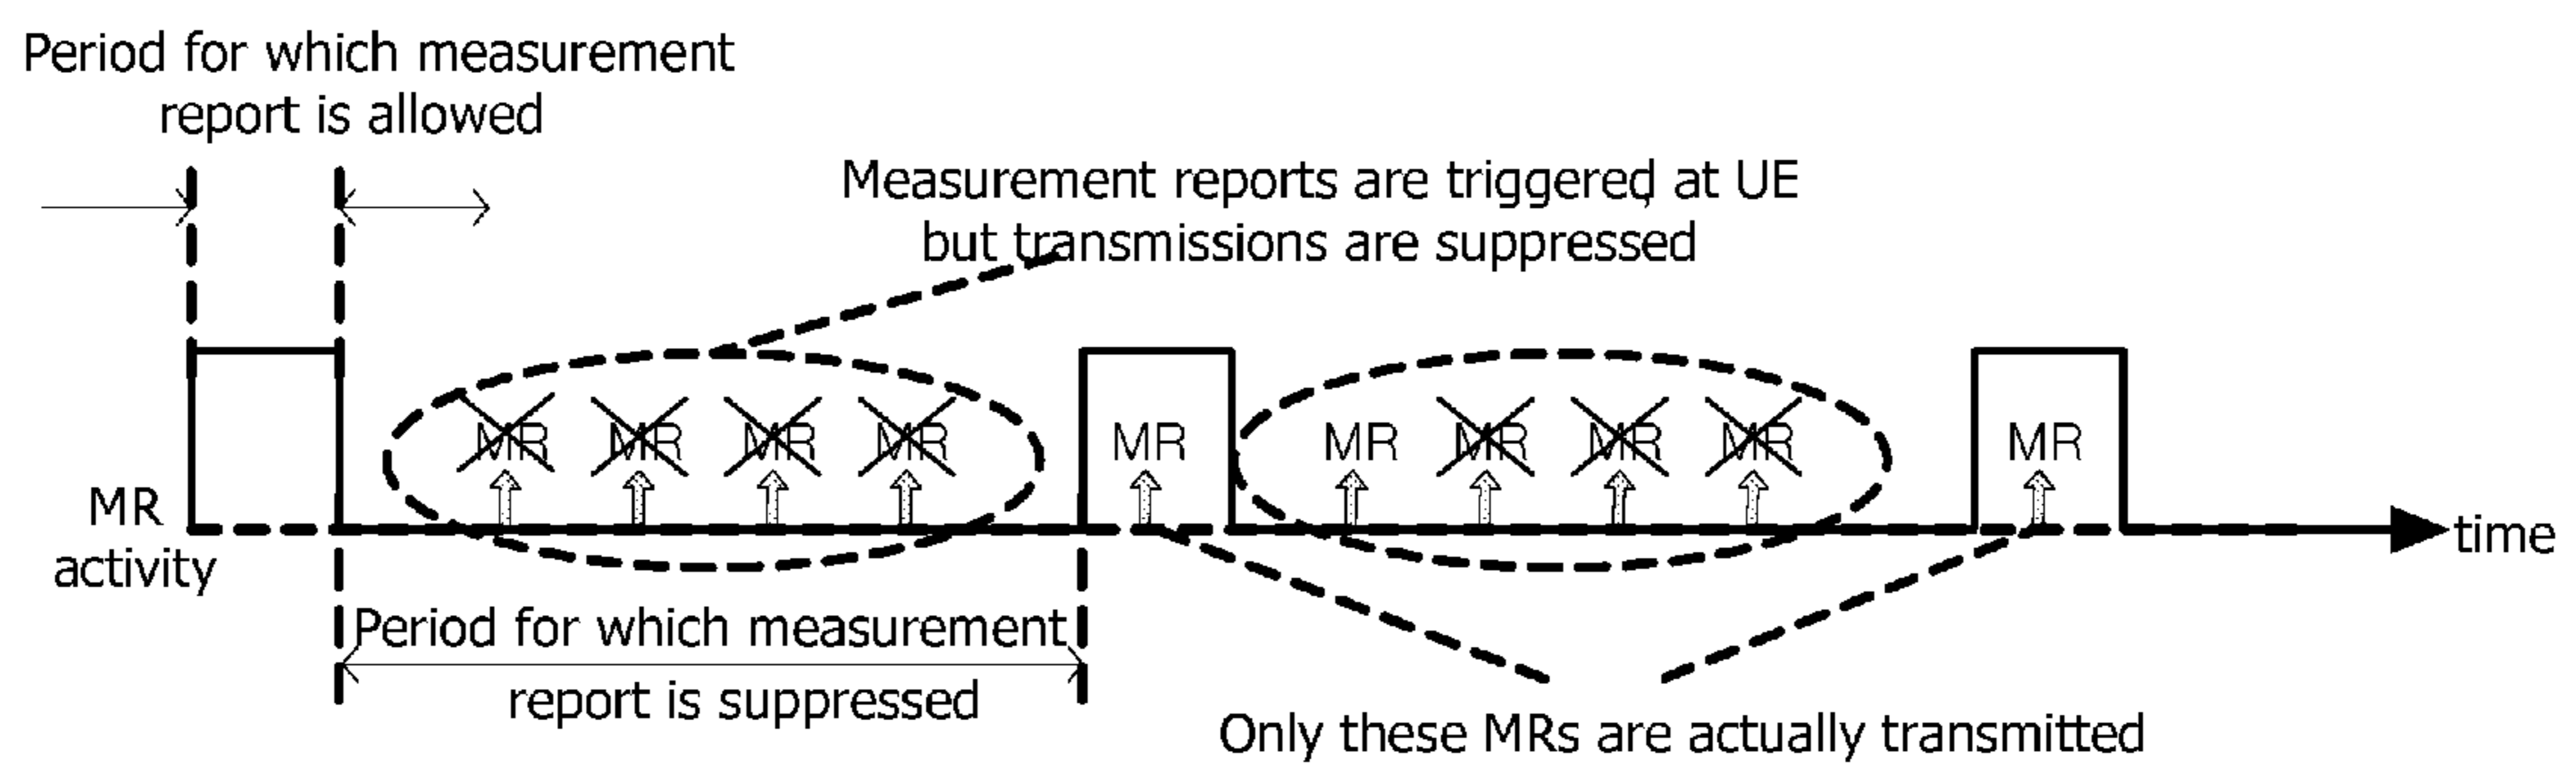 Period for which measurement
report is allowed
Measurement reports are triggered at UE
but transmissions are suppressed
MR MR MR MR MR MR MR MR MR MR
MR
activity
time
Period for which measurement
report is suppressed
Only these MRs are actually transmitted